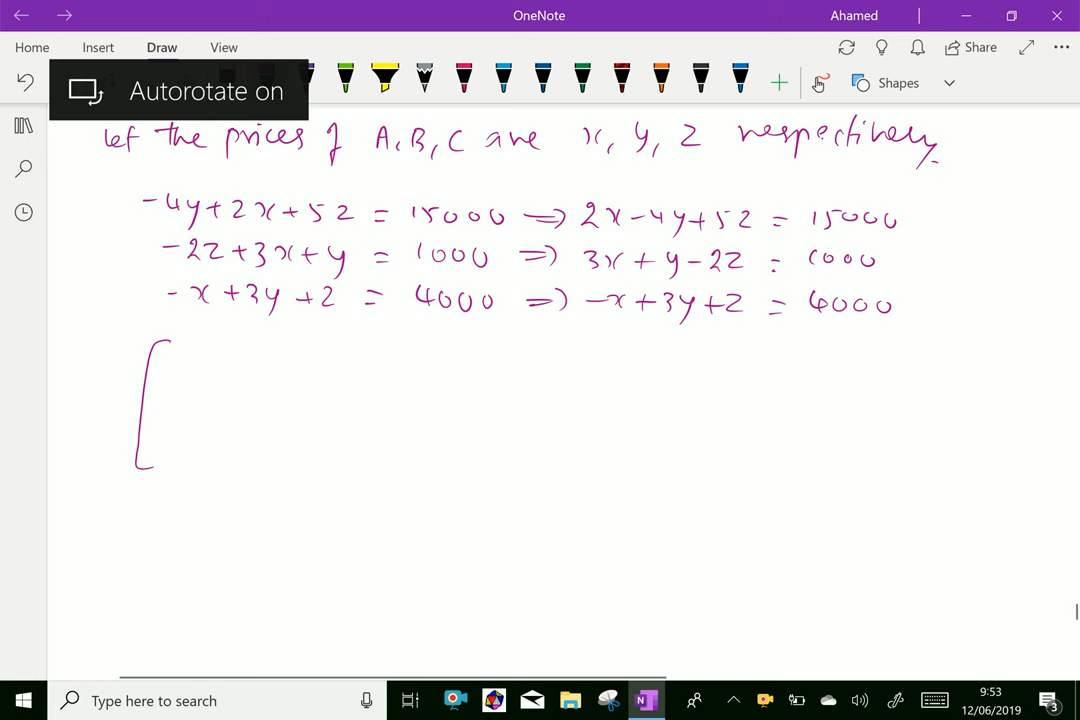 OneNote
Ahamed
Home Insert Draw View
Share
Autorotate on
Shapes
let the prices of A, B, C are x, y, z respectively.
-4y+2x+5z = 15000 => 2x-4y+5z = 15000
-2z+3x+y = 1000 => 3x+y-2z = 1000
-x+3y+z = 4000 => -x+3y+z = 4000
Type here to search
9:53
12/06/2019
3